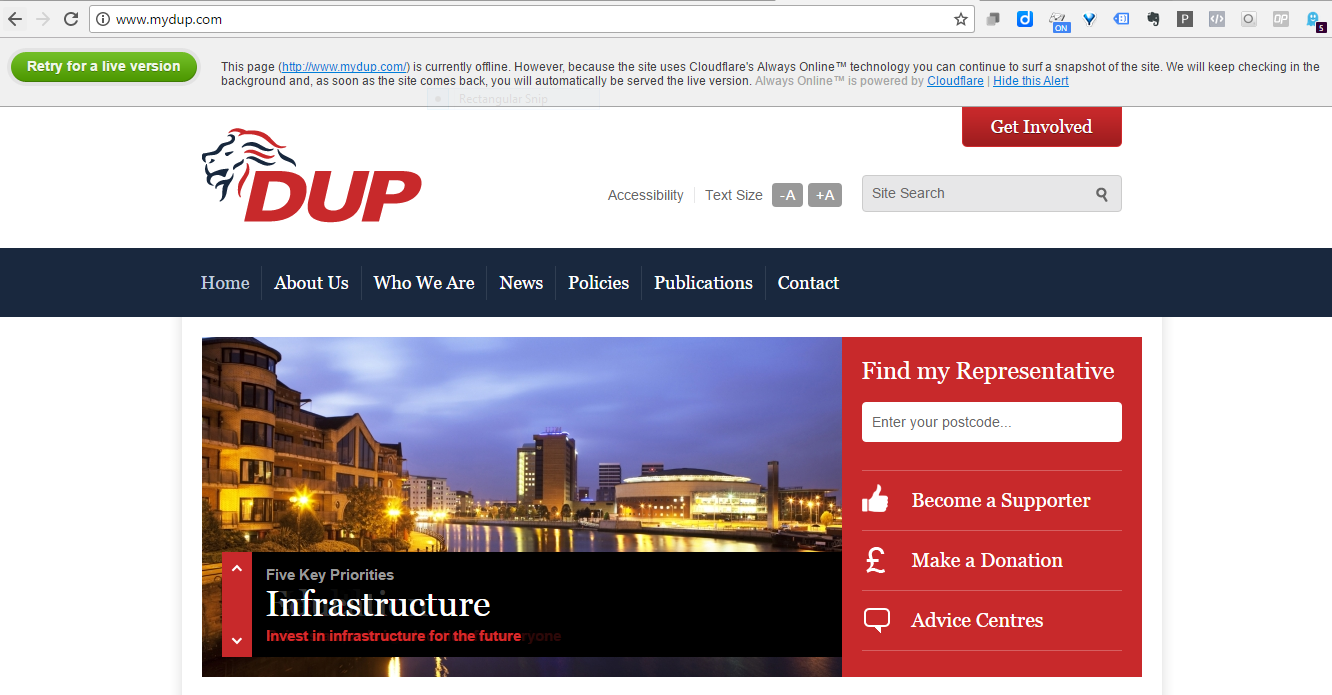 www.mydup.com
ON
P
OP
5
Retry for a live version
This page (http://www.mydup.com/) is currently offline. However, because the site uses Cloudflare's Always Online™ technology you can continue to surf a snapshot of the site. We will keep checking in the
background and, as soon as the site comes back, you will automatically be served the live version. Always Online™ is powered by Cloudflare | Hide this Alert
Rectangular Snip
Get Involved
DUP
Accessibility
Text Size
-A
+A
Site Search
Home
About Us
Who We Are
News
Policies
Publications
Contact
Five Key Priorities
Infrastructure
Invest in infrastructure for the future
Find my Representative
Enter your postcode...
Become a Supporter
Make a Donation
Advice Centres